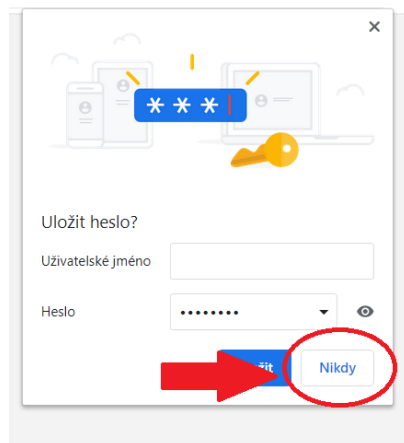 * * *
Uložit heslo?
Uživatelské jméno
Heslo ••••••••
Nikdy